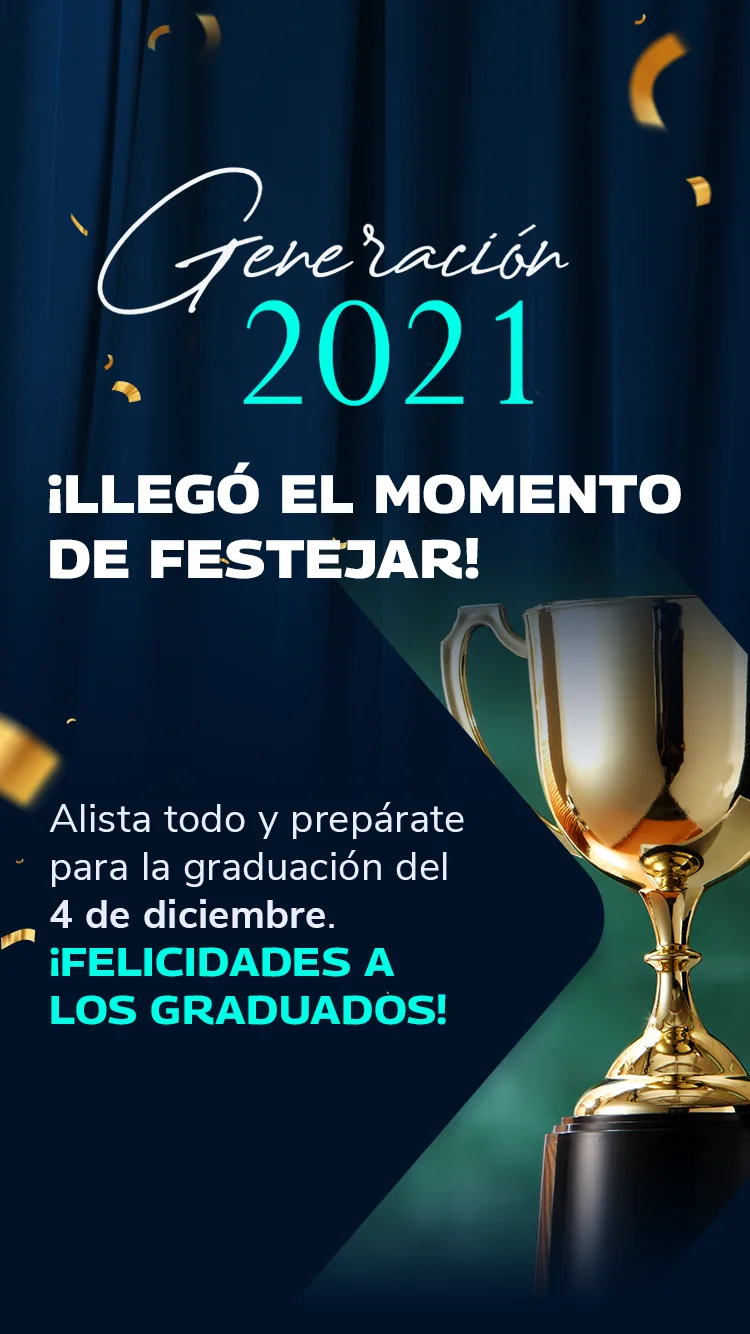 Generación
2021
¡LLEGÓ EL MOMENTO
DE FESTEJAR!
Alista todo y prepárate
para la graduación del
4 de diciembre.
¡FELICIDADES A
LOS GRADUADOS!